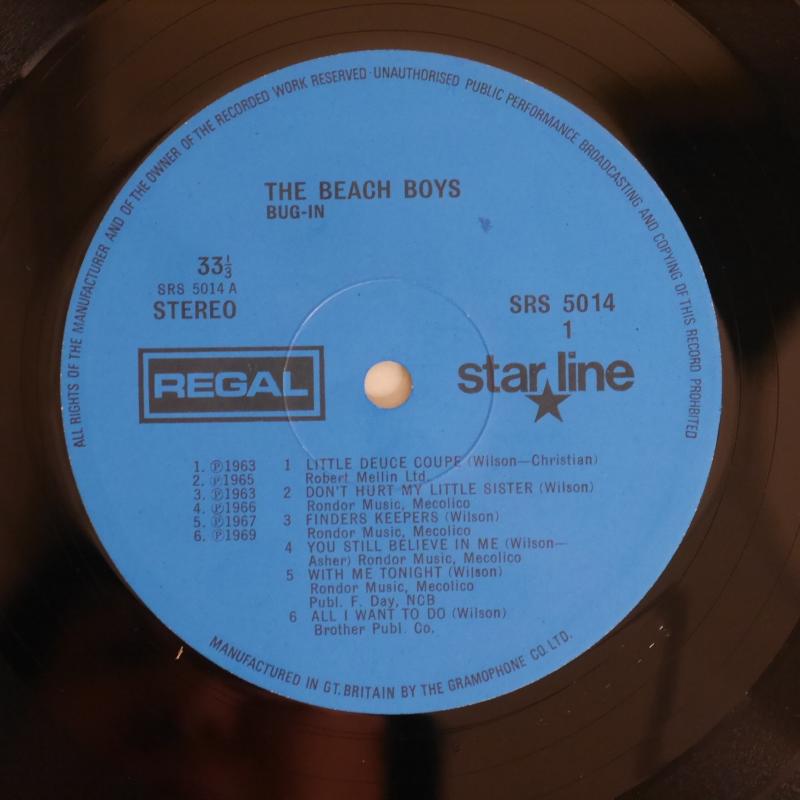 ALL RIGHTS OF THE MANUFACTURER AND OF THE OWNER OF THE RECORDED WORK RESERVED · UNAUTHORISED PUBLIC PERFORMANCE BROADCASTING AND COPYING OF THIS RECORD PROHIBITED
THE BEACH BOYS
BUG-IN
33⅓
SRS 5014 A
STEREO
SRS 5014
1
REGAL
star line
1. ℗1963
2. ℗1965
3. ℗1963
4. ℗1966
5. ℗1967
6. ℗1969
1 LITTLE DEUCE COUPE (Wilson—Christian)
Robert Mellin Ltd.
2 DON'T HURT MY LITTLE SISTER (Wilson)
Rondor Music, Mecolico
3 FINDERS KEEPERS (Wilson)
Rondor Music, Mecolico
4 YOU STILL BELIEVE IN ME (Wilson—
Asher) Rondor Music, Mecolico
5 WITH ME TONIGHT (Wilson)
Rondor Music, Mecolico
Publ. F. Day, NCB
6 ALL I WANT TO DO (Wilson)
Brother Publ. Co.
MANUFACTURED IN GT. BRITAIN BY THE GRAMOPHONE CO. LTD.